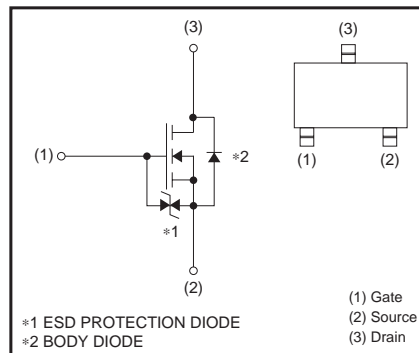 (3)
(3)
(1)
∗2
(1)
(2)
∗1
(2)
∗1 ESD PROTECTION DIODE
∗2 BODY DIODE
(1) Gate
(2) Source
(3) Drain